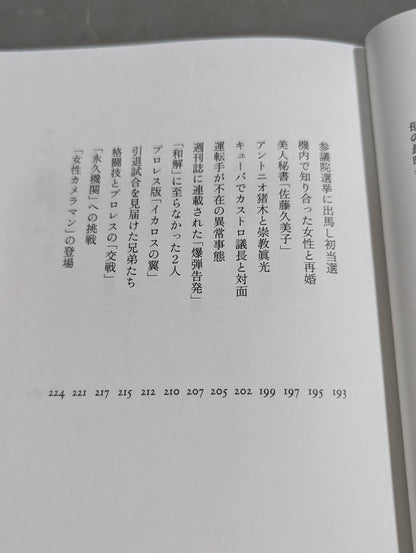 参議院選挙に出馬し初当選 193
機内で知り合った女性と再婚 195
美人秘書「佐藤久美子」 197
アントニオ猪木と崇教眞光 199
キューバでカストロ議長と対面 202
運転手が不在の異常事態 205
週刊誌に連載された「爆弾告発」 207
「和解」に至らなかった2人 210
プロレス版「イカロスの翼」 212
引退試合を見届けた兄弟たち 215
格闘技とプロレスの「交戦」 217
「永久機関」への挑戦 221
「女性カメラマン」の登場 224